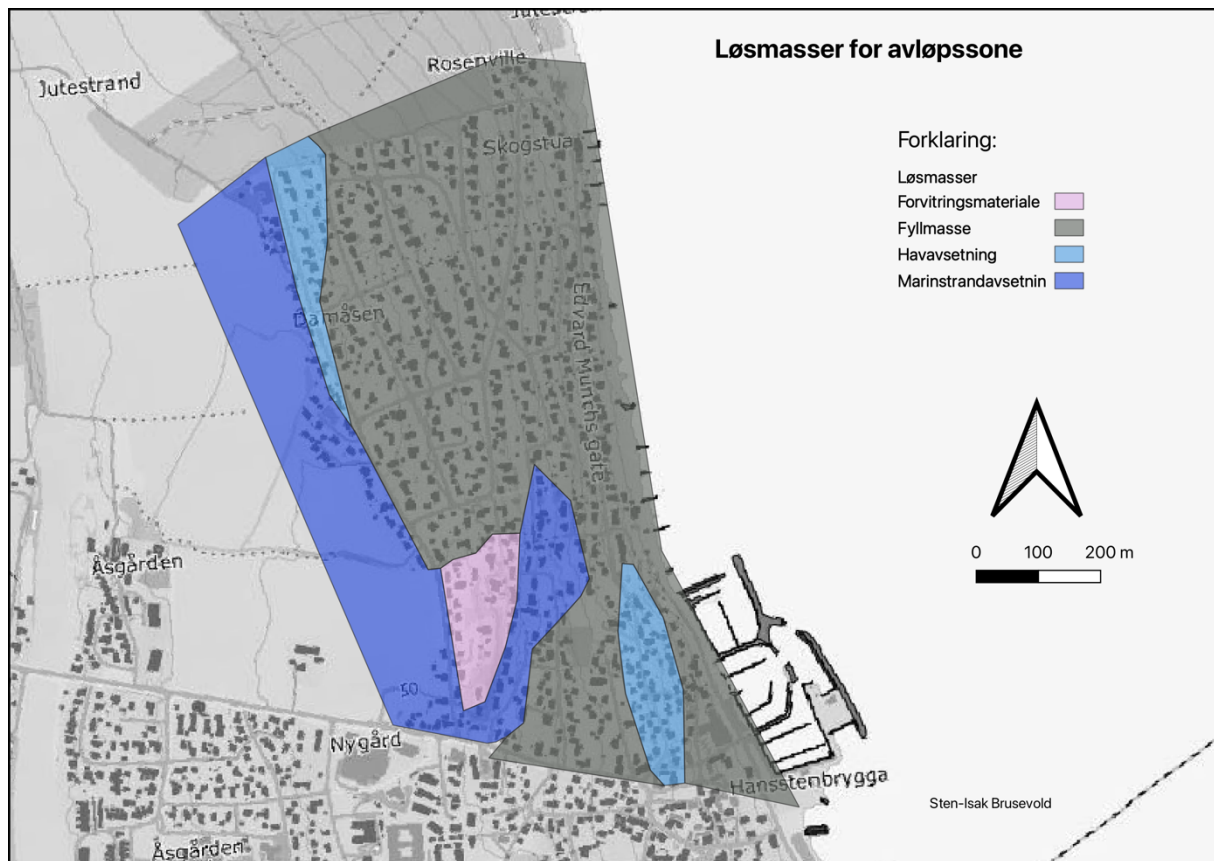 Jutestrand
Løsmasser for avløpssone
Rosenville
Jutestrand
Forklaring:
Skogstua
Løsmasser
Forvitringsmateriale
Fyllmasse
Havavsetning
Marinstrandavsetnin
Edvard Munchs gate
Damåsen
0 100 200 m
Åsgården
50
Nygård
Hansstenbrygga
Sten-Isak Brusevold
Åsgården